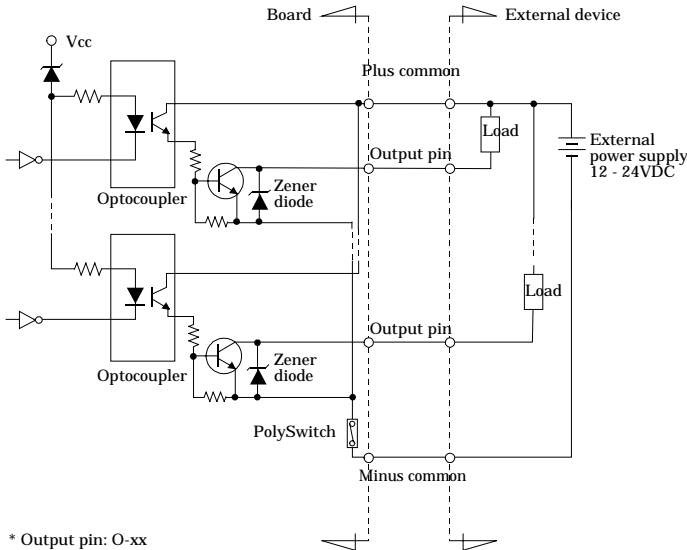 Board
External device
Vcc
Plus common
Load
Output pin
External
power supply
12 - 24VDC
Zener
diode
Optocoupler
Load
Output pin
Zener
diode
Optocoupler
PolySwitch
Minus common
* Output pin: O-xx